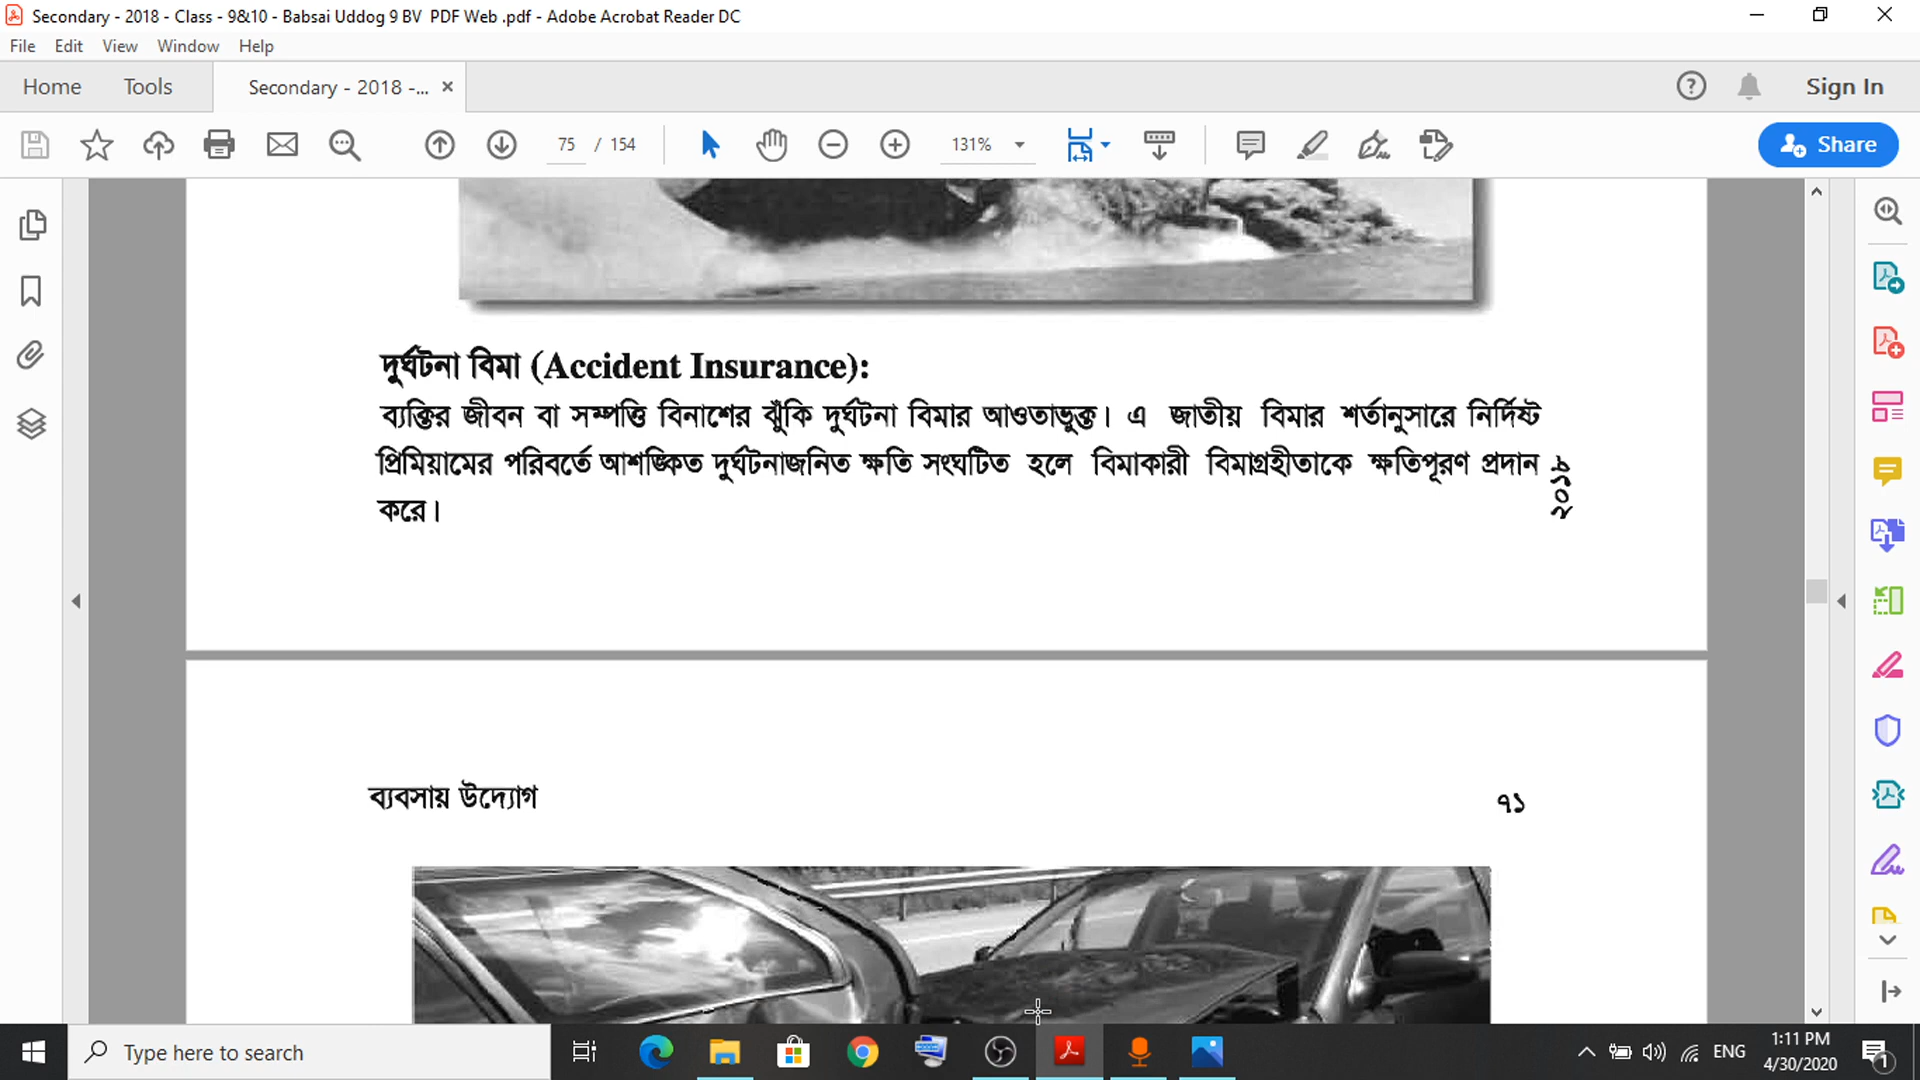 Secondary - 2018 - Class - 9&10 - Babsai Uddog 9 BV PDF Web .pdf - Adobe Acrobat Reader DC
File Edit View Window Help
Home Tools Secondary - 2018 -... × Sign In
75 / 154 131% Share
দুর্ঘটনা বিমা (Accident Insurance):
ব্যক্তির জীবন বা সম্পত্তি বিনাশের ঝুঁকি দুর্ঘটনা বিমার আওতাভুক্ত। এ জাতীয় বিমার শর্তানুসারে নির্দিষ্ট
প্রিমিয়ামের পরিবর্তে আশঙ্কিত দুর্ঘটনাজনিত ক্ষতি সংঘটিত হলে বিমাকারী বিমাগ্রহীতাকে ক্ষতিপূরণ প্রদান
করে।
২০১৮
ব্যবসায় উদ্যোগ ৭১
Type here to search
ENG 1:11 PM
4/30/2020
1